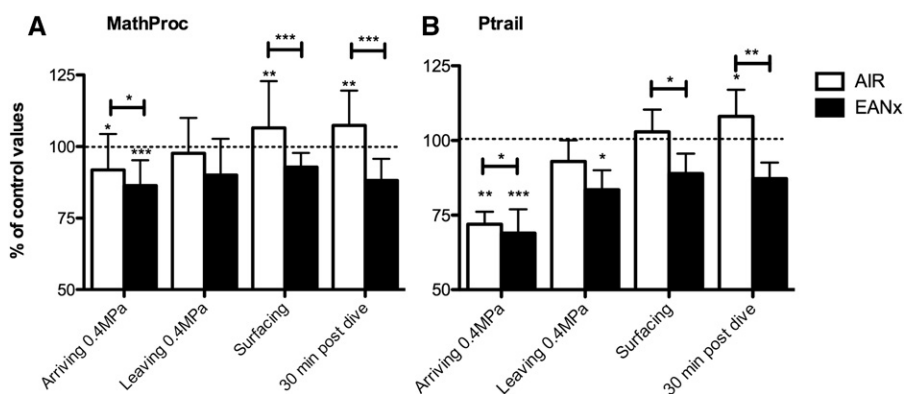 A MathProc
% of control values
125
100
75
50
*
*
***
***
**
***
**
Arriving 0.4MPa
Leaving 0.4MPa
Surfacing
30 min post dive
B Ptrail
125
100
75
50
*
**
***
*
*
**
*
Arriving 0.4MPa
Leaving 0.4MPa
Surfacing
30 min post dive
AIR
EANx